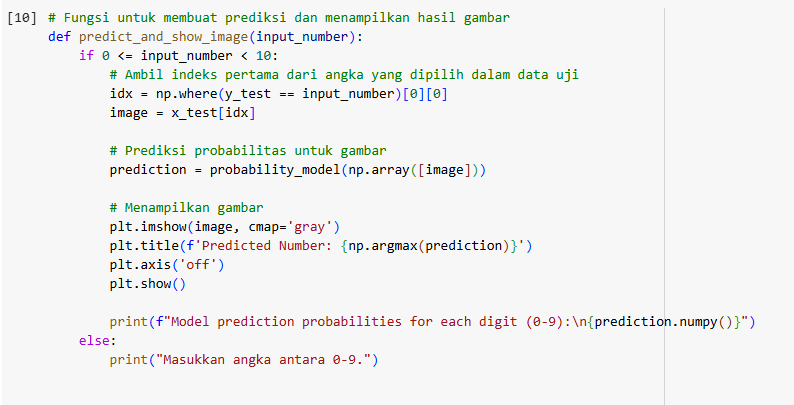 [10] # Fungsi untuk membuat prediksi dan menampilkan hasil gambar
def predict_and_show_image(input_number):
    if 0 <= input_number < 10:
        # Ambil indeks pertama dari angka yang dipilih dalam data uji
        idx = np.where(y_test == input_number)[0][0]
        image = x_test[idx]

        # Prediksi probabilitas untuk gambar
        prediction = probability_model(np.array([image]))

        # Menampilkan gambar
        plt.imshow(image, cmap='gray')
        plt.title(f'Predicted Number: {np.argmax(prediction)}')
        plt.axis('off')
        plt.show()

        print(f"Model prediction probabilities for each digit (0-9):\n{prediction.numpy()}")
    else:
        print("Masukkan angka antara 0-9.")